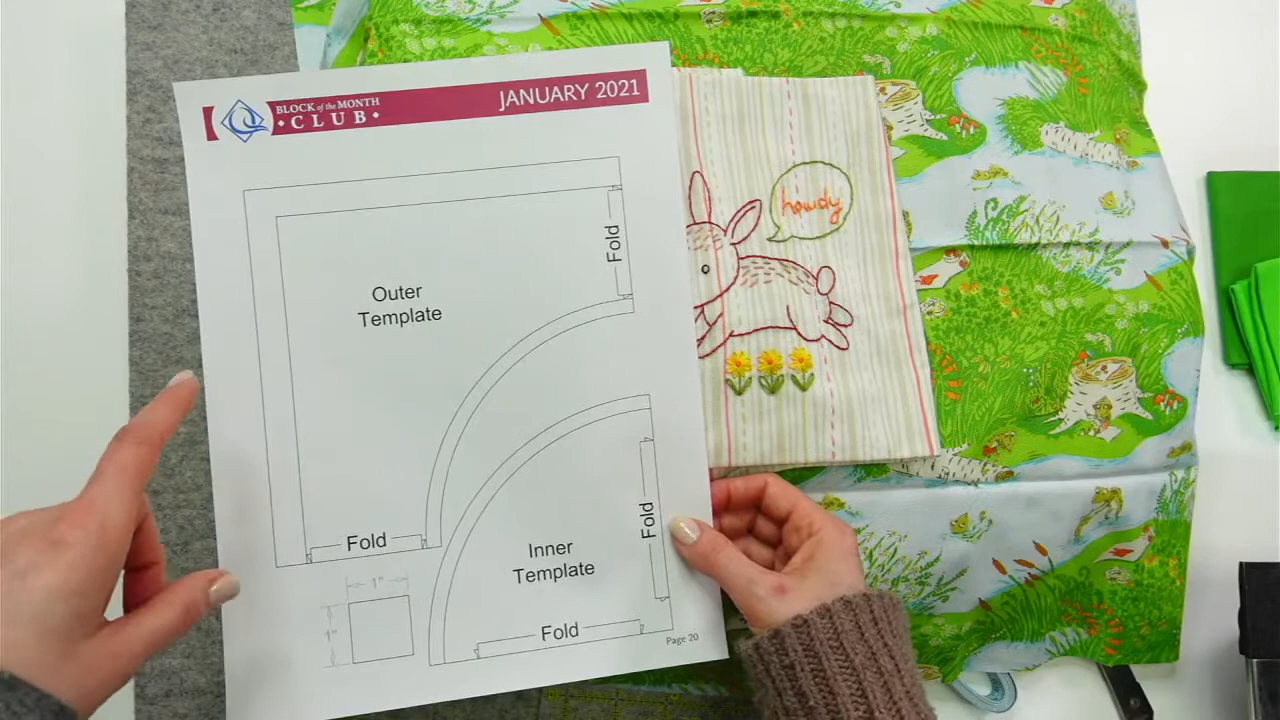 BLOCK of the MONTH
• CLUB •
JANUARY 2021
Fold
Outer
Template
howdy
Fold
Fold
Inner
Template
1"
1"
Fold
Page 20